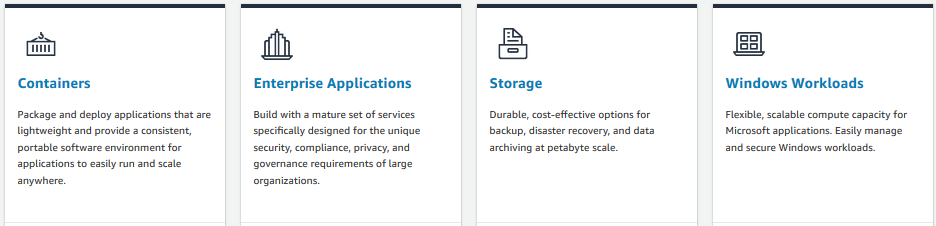 Containers
Package and deploy applications that are
lightweight and provide a consistent,
portable software environment for
applications to easily run and scale
anywhere.
Enterprise Applications
Build with a mature set of services
specifically designed for the unique
security, compliance, privacy, and
governance requirements of large
organizations.
Storage
Durable, cost-effective options for
backup, disaster recovery, and data
archiving at petabyte scale.
Windows Workloads
Flexible, scalable compute capacity for
Microsoft applications. Easily manage
and secure Windows workloads.